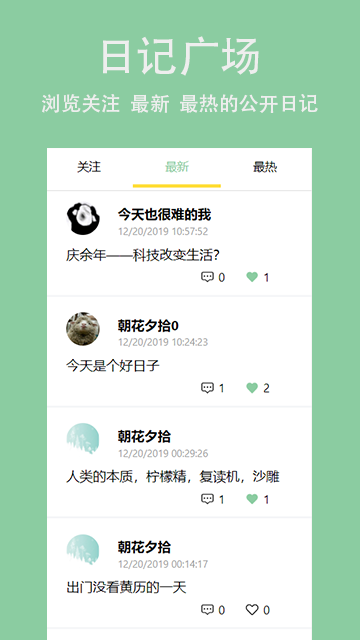 日记广场
浏览关注 最新 最热的公开日记
关注 最新 最热
今天也很难的我
12/20/2019 10:57:52
庆余年——科技改变生活？
0 1
朝花夕拾0
12/20/2019 10:24:23
今天是个好日子
1 2
朝花夕拾
12/20/2019 00:29:26
人类的本质，柠檬精，复读机，沙雕
1 1
朝花夕拾
12/20/2019 00:14:17
出门没看黄历的一天
0 0